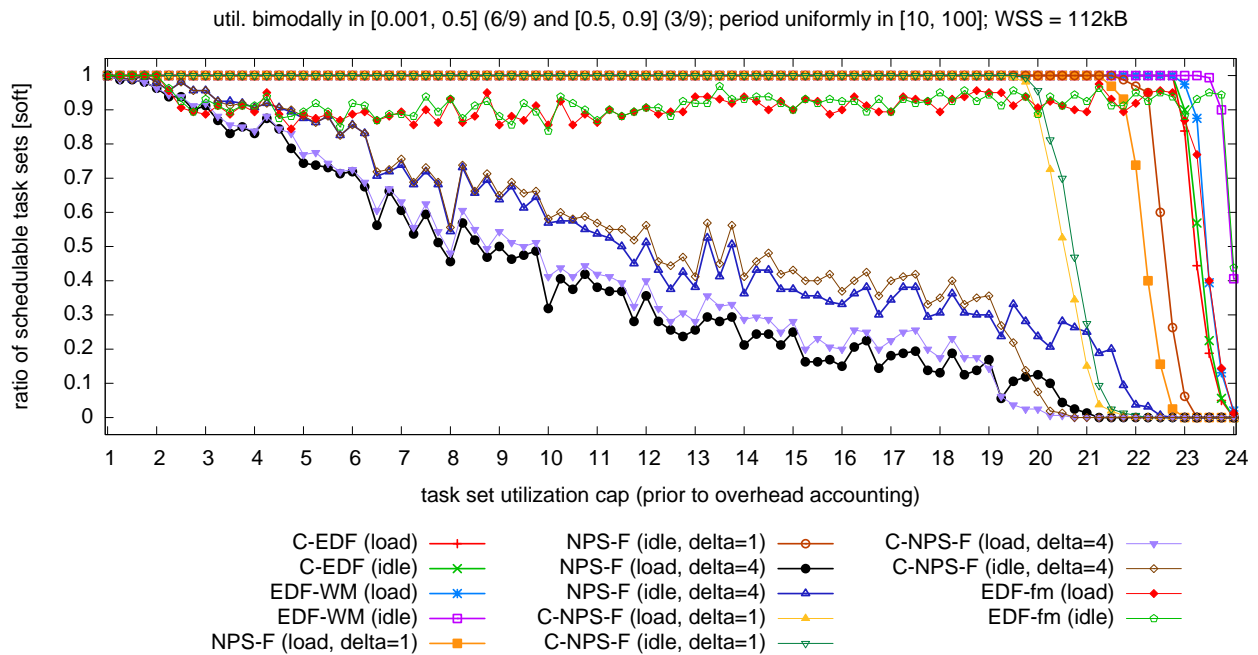 util. bimodally in [0.001, 0.5] (6/9) and [0.5, 0.9] (3/9); period uniformly in [10, 100]; WSS = 112kB
ratio of schedulable task sets [soft]
1
0.9
0.8
0.7
0.6
0.5
0.4
0.3
0.2
0.1
0
1 2 3 4 5 6 7 8 9 10 11 12 13 14 15 16 17 18 19 20 21 22 23 24
task set utilization cap (prior to overhead accounting)
C-EDF (load)
C-EDF (idle)
EDF-WM (load)
EDF-WM (idle)
NPS-F (load, delta=1)
NPS-F (idle, delta=1)
NPS-F (load, delta=4)
NPS-F (idle, delta=4)
C-NPS-F (load, delta=1)
C-NPS-F (idle, delta=1)
C-NPS-F (load, delta=4)
C-NPS-F (idle, delta=4)
EDF-fm (load)
EDF-fm (idle)